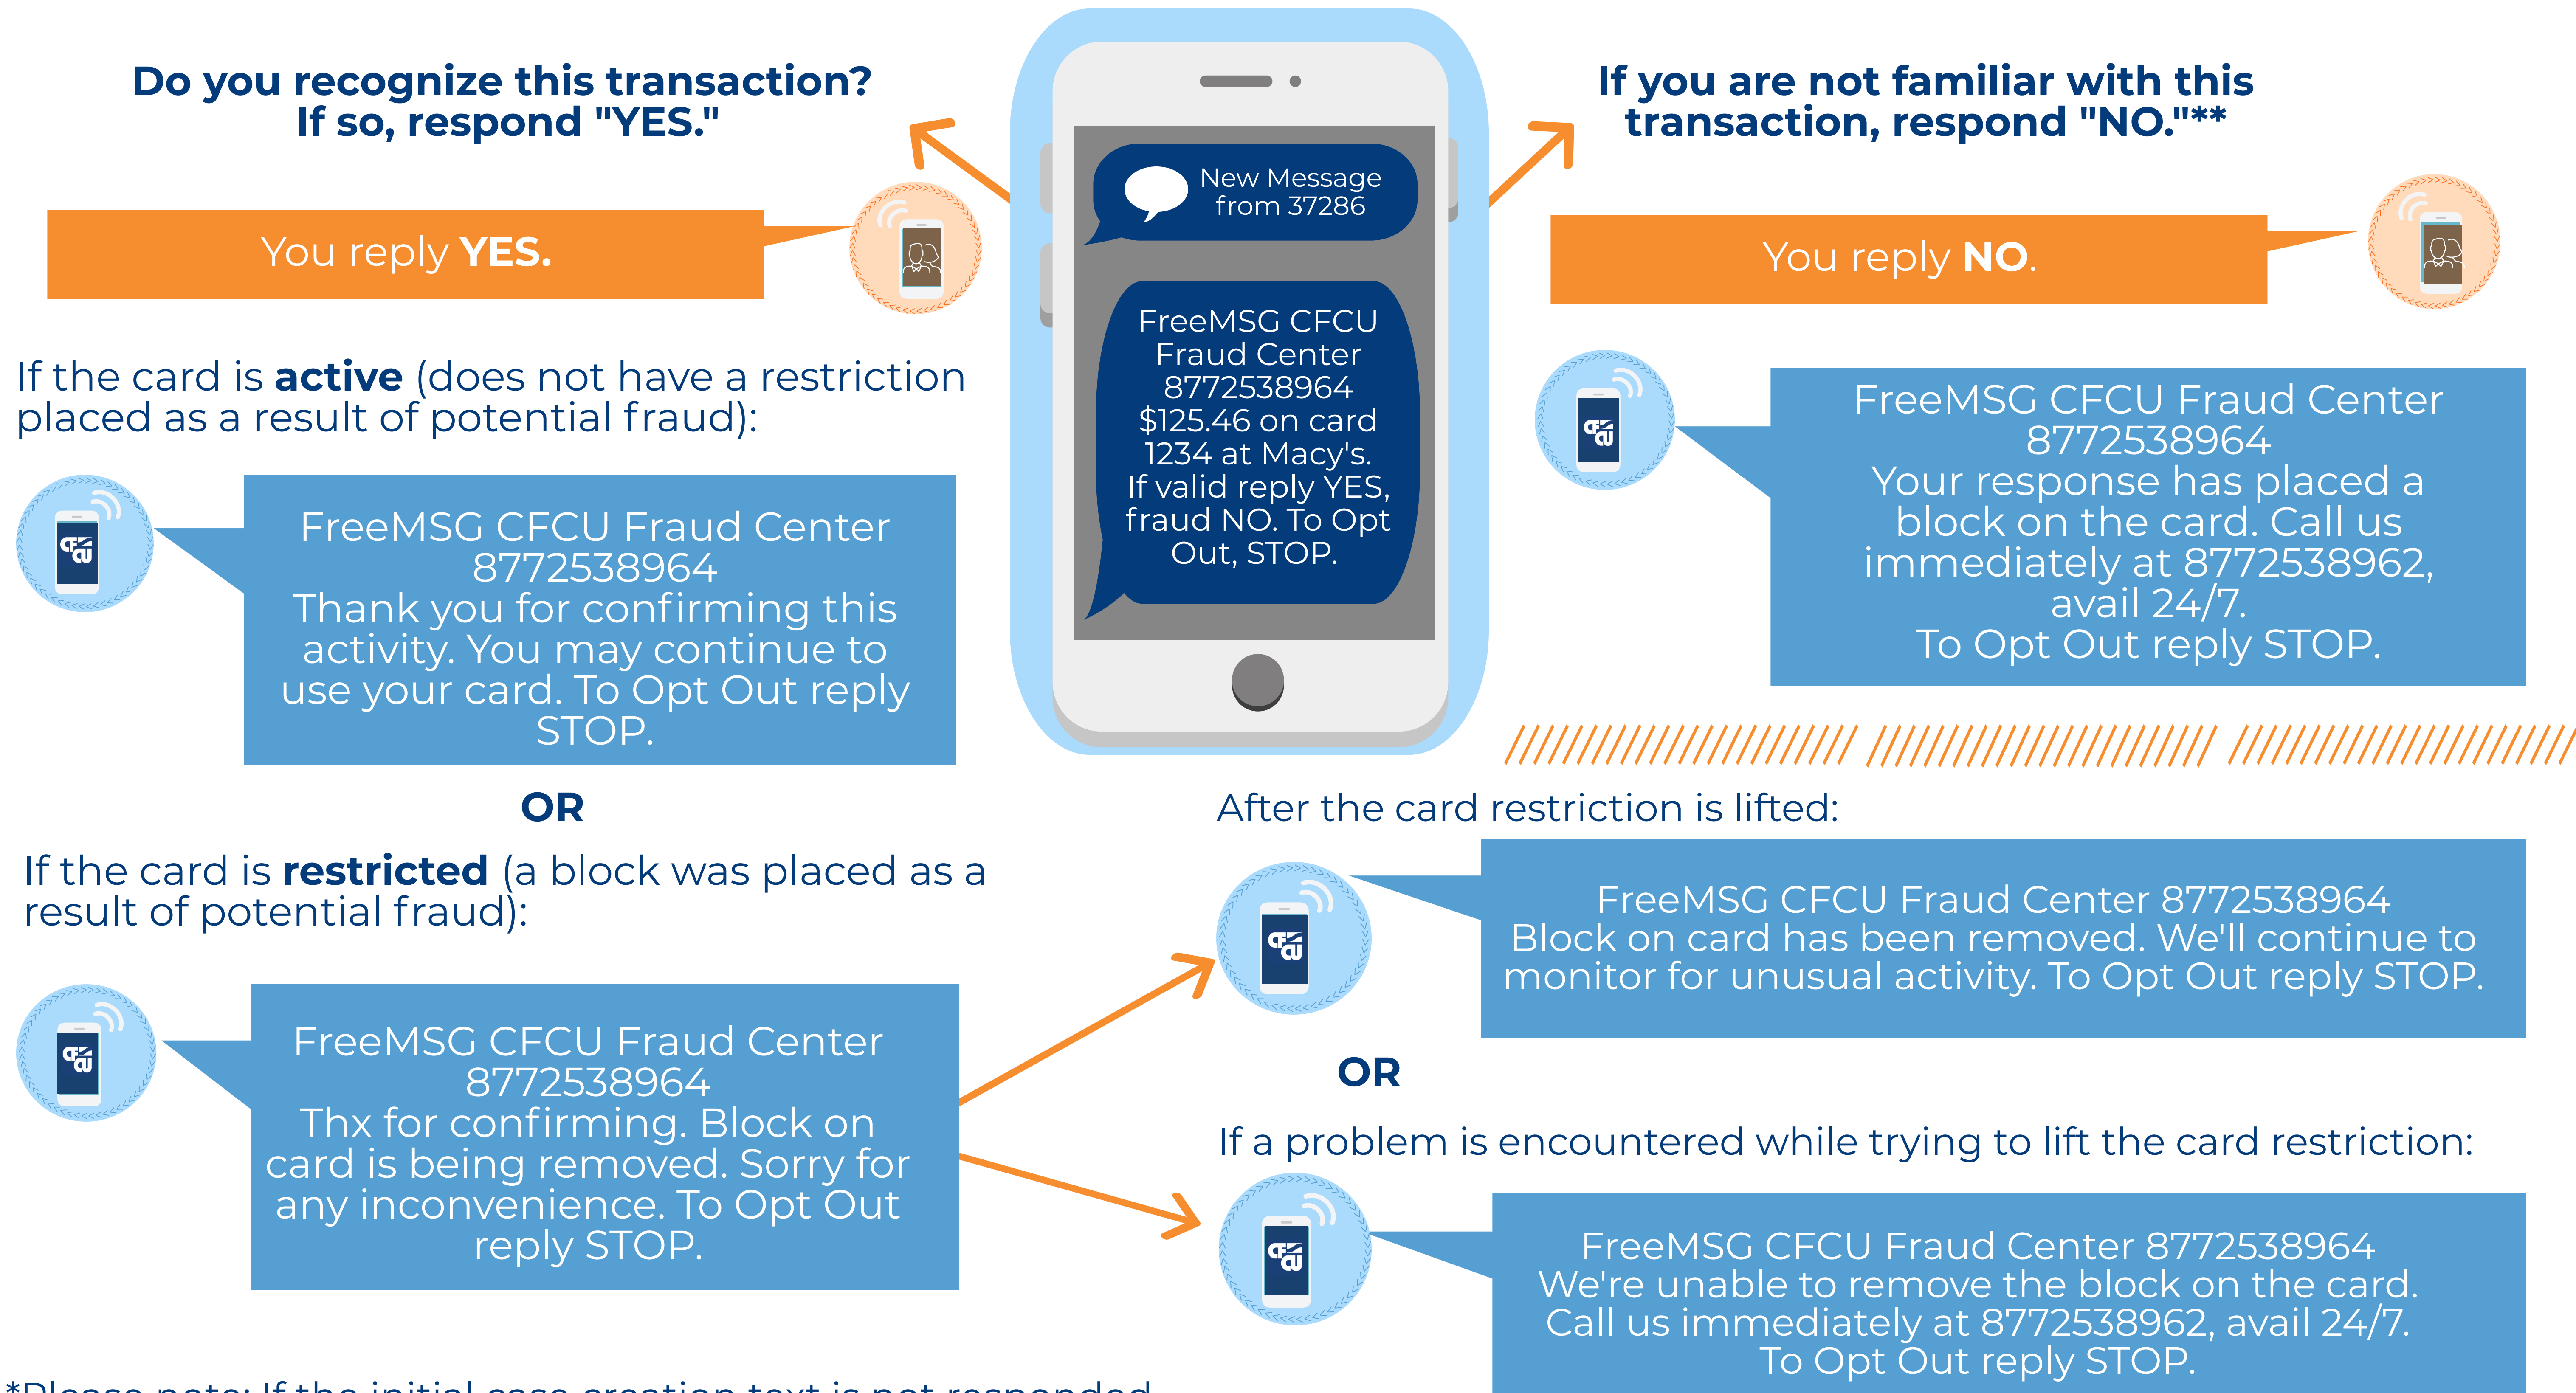 Do you recognize this transaction?
If so, respond "YES."
You reply YES.
If the card is active (does not have a restriction
placed as a result of potential fraud):
FreeMSG CFCU Fraud Center
8772538964
Thank you for confirming this
activity. You may continue to
use your card. To Opt Out reply
STOP.
OR
If the card is restricted (a block was placed as a
result of potential fraud):
FreeMSG CFCU Fraud Center
8772538964
Thx for confirming. Block on
card is being removed. Sorry for
any inconvenience. To Opt Out
reply STOP.
New Message
from 37286
FreeMSG CFCU
Fraud Center
8772538964
$125.46 on card
1234 at Macy's.
If valid reply YES,
fraud NO. To Opt
Out, STOP.
If you are not familiar with this
transaction, respond "NO."**
You reply NO.
FreeMSG CFCU Fraud Center
8772538964
Your response has placed a
block on the card. Call us
immediately at 8772538962,
avail 24/7.
To Opt Out reply STOP.
After the card restriction is lifted:
FreeMSG CFCU Fraud Center 8772538964
Block on card has been removed. We'll continue to
monitor for unusual activity. To Opt Out reply STOP.
OR
If a problem is encountered while trying to lift the card restriction:
FreeMSG CFCU Fraud Center 8772538964
We're unable to remove the block on the card.
Call us immediately at 8772538962, avail 24/7.
To Opt Out reply STOP.
*Please note: If the initial case creation text is not responded